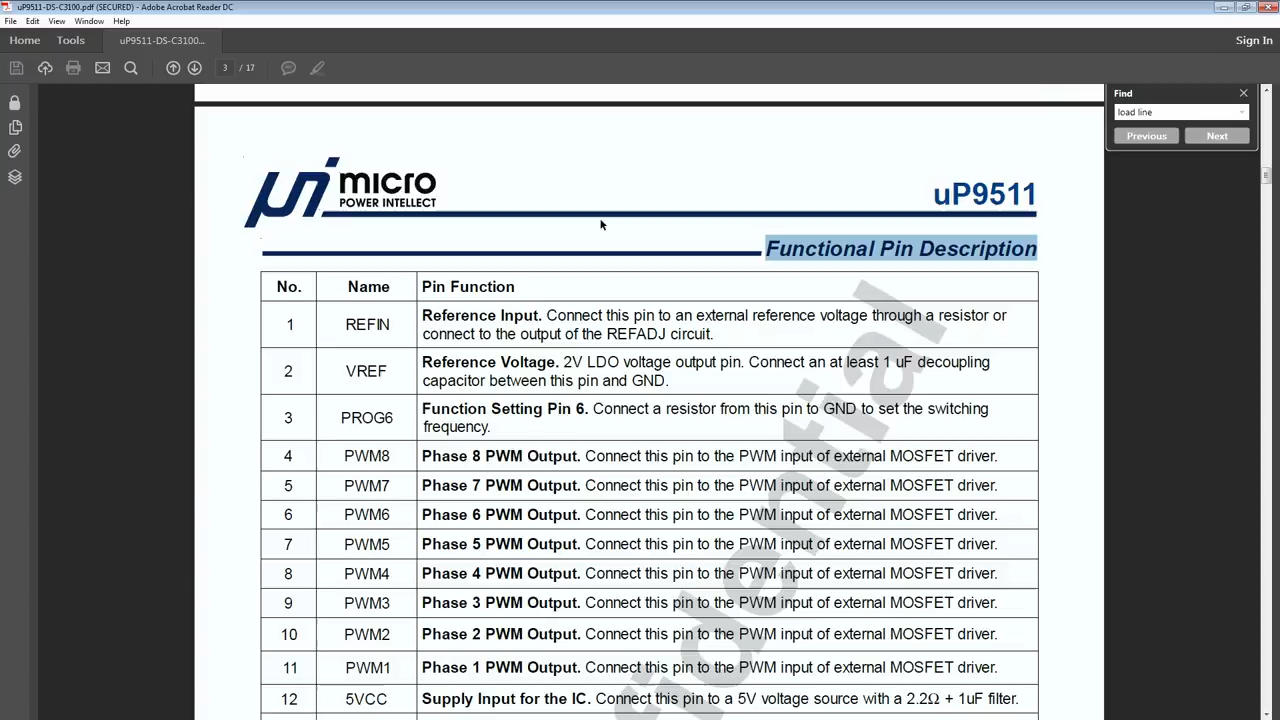 uP9511-DS-C3100.pdf (SECURED) - Adobe Acrobat Reader DC
File Edit View Window Help
Home Tools uP9511-DS-C3100... Sign In
3 / 17
Find
load line
Previous Next
micro
POWER INTELLECT
uP9511
Functional Pin Description
No. Name Pin Function
1 REFIN Reference Input. Connect this pin to an external reference voltage through a resistor or
connect to the output of the REFADJ circuit.
2 VREF Reference Voltage. 2V LDO voltage output pin. Connect an at least 1 uF decoupling
capacitor between this pin and GND.
3 PROG6 Function Setting Pin 6. Connect a resistor from this pin to GND to set the switching
frequency.
4 PWM8 Phase 8 PWM Output. Connect this pin to the PWM input of external MOSFET driver.
5 PWM7 Phase 7 PWM Output. Connect this pin to the PWM input of external MOSFET driver.
6 PWM6 Phase 6 PWM Output. Connect this pin to the PWM input of external MOSFET driver.
7 PWM5 Phase 5 PWM Output. Connect this pin to the PWM input of external MOSFET driver.
8 PWM4 Phase 4 PWM Output. Connect this pin to the PWM input of external MOSFET driver.
9 PWM3 Phase 3 PWM Output. Connect this pin to the PWM input of external MOSFET driver.
10 PWM2 Phase 2 PWM Output. Connect this pin to the PWM input of external MOSFET driver.
11 PWM1 Phase 1 PWM Output. Connect this pin to the PWM input of external MOSFET driver.
12 5VCC Supply Input for the IC. Connect this pin to a 5V voltage source with a 2.2Ω + 1uF filter.
fidential